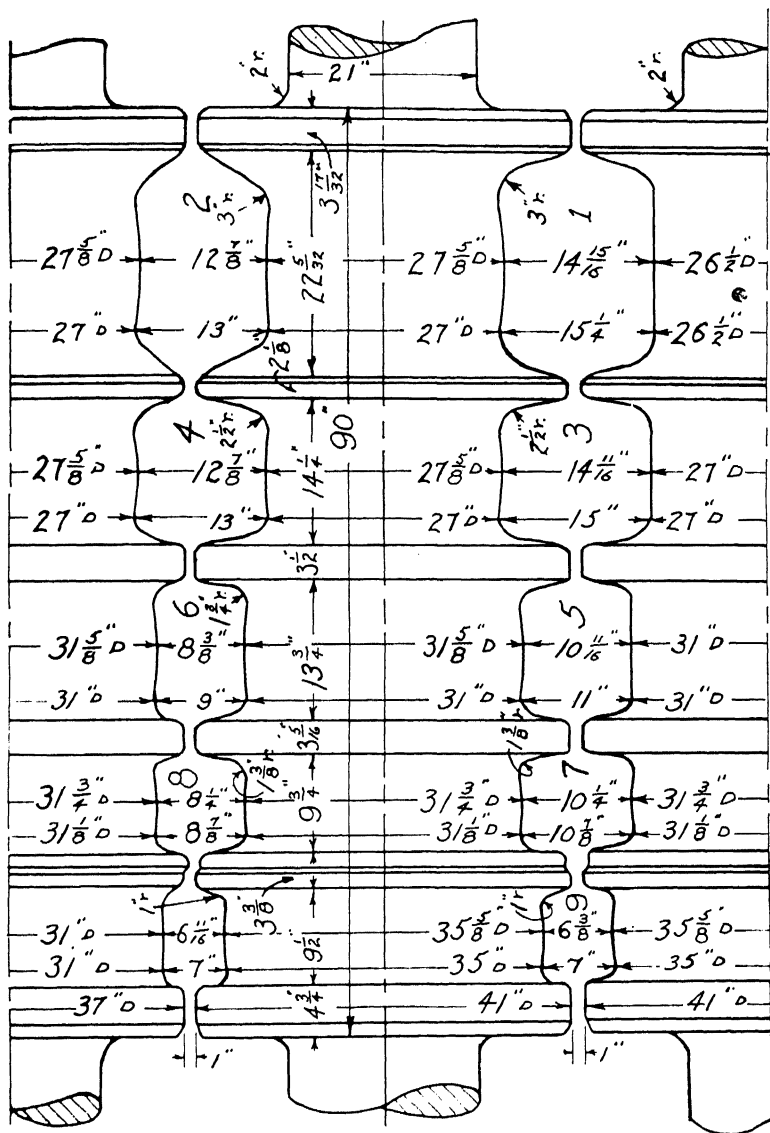 2" r.
21"
2" r.
3 17/32"
2
3" r.
3" r.
1
27 5/8" D
12 7/8"
22 5/32"
27 5/8" D
14 15/16"
26 1/2" D
27" D
13"
27" D
15 1/4"
26 1/2" D
2 1/8"
90"
4
2 1/2" r.
2 1/2" r.
3
27 5/8" D
12 7/8"
14 1/4"
27 5/8" D
14 11/16"
27" D
27" D
13"
27" D
15"
27" D
3 1/2"
6
1 3/4" r.
5
31 5/8" D
8 3/8"
13 3/4"
31 5/8" D
10 11/16"
31" D
31" D
9"
31" D
11"
31" D
3 5/16"
8
1 3/8" r.
1 3/8" r.
7
31 3/4" D
8 1/4"
9 3/4"
31 3/4" D
10 1/4"
31 3/4" D
31 1/8" D
8 7/8"
31 1/8" D
10 7/8"
31 1/8" D
1" r
3 3/8"
1" r
9
31" D
6 11/16"
9 1/2"
35 5/8" D
6 3/8"
35 5/8" D
31" D
7"
35" D
7"
35" D
37" D
4 3/4"
41" D
41" D
1"
1"